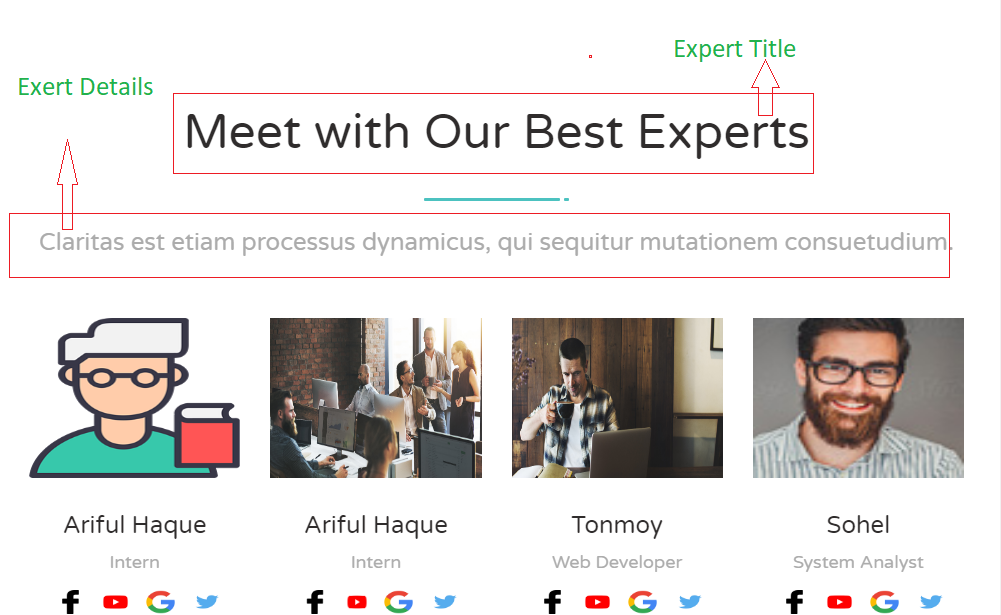 Expert Title
Exert Details
Meet with Our Best Experts
Claritas est etiam processus dynamicus, qui sequitur mutationem consuetudium.
Ariful Haque
Ariful Haque
Tonmoy
Sohel
Intern
Intern
Web Developer
System Analyst